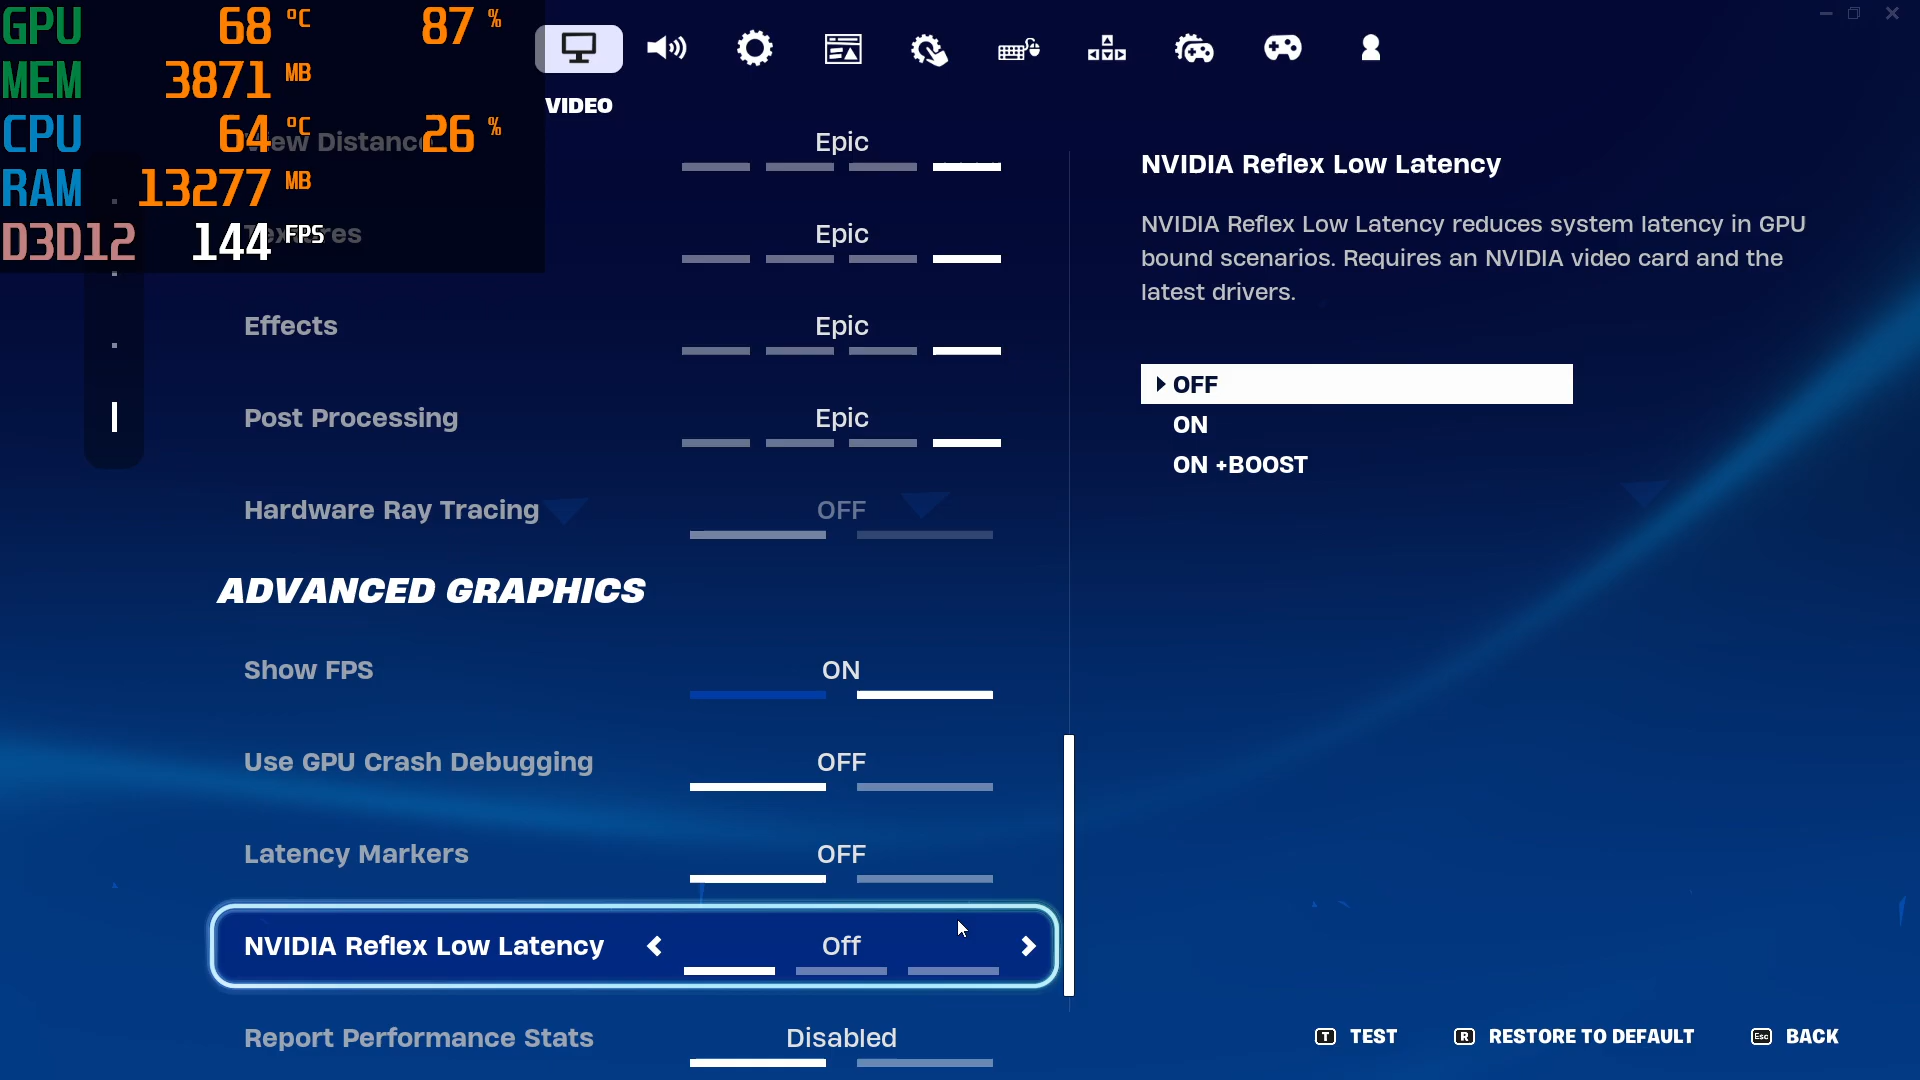 GPU 68 °C 87 %
MEM 3871 MB
CPU 64 °C 26 %
RAM 13277 MB
D3D12 144 FPS
VIDEO
View Distance Epic
Textures Epic
Effects Epic
Post Processing Epic
Hardware Ray Tracing OFF
ADVANCED GRAPHICS
Show FPS ON
Use GPU Crash Debugging OFF
Latency Markers OFF
NVIDIA Reflex Low Latency Off
Report Performance Stats Disabled
NVIDIA Reflex Low Latency
NVIDIA Reflex Low Latency reduces system latency in GPU
bound scenarios. Requires an NVIDIA video card and the
latest drivers.
OFF
ON
ON +BOOST
T TEST
R RESTORE TO DEFAULT
Esc BACK